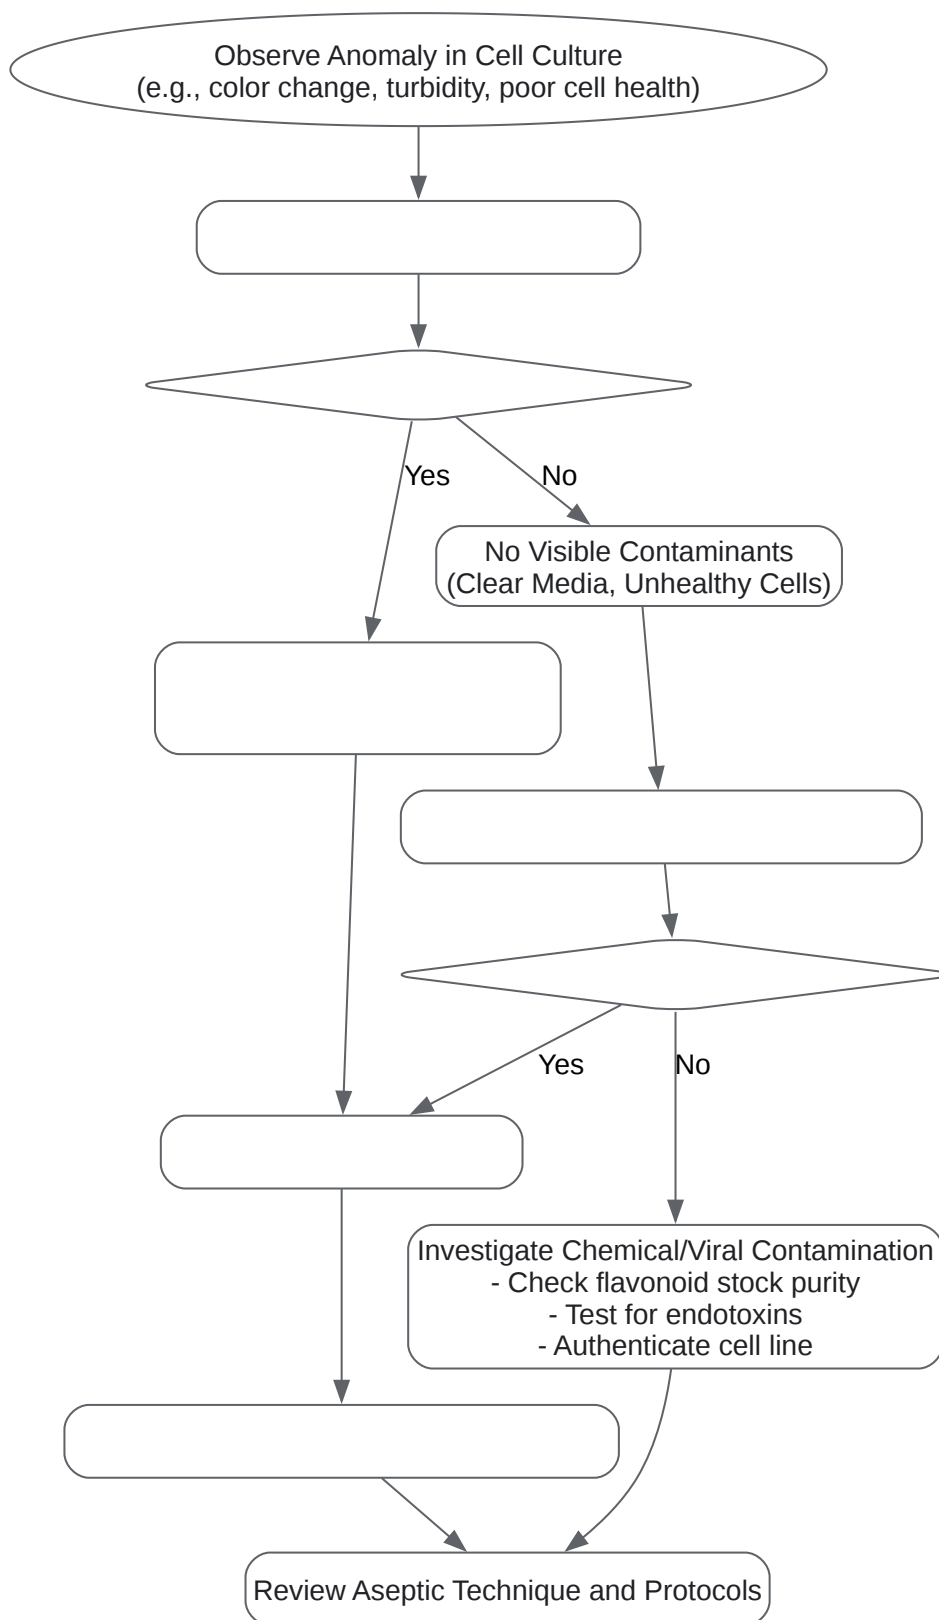 Observe Anomaly in Cell Culture
(e.g., color change, turbidity, poor cell health)
Yes
No
No Visible Contaminants
(Clear Media, Unhealthy Cells)
Yes
No
Investigate Chemical/Viral Contamination
- Check flavonoid stock purity
- Test for endotoxins
- Authenticate cell line
Review Aseptic Technique and Protocols